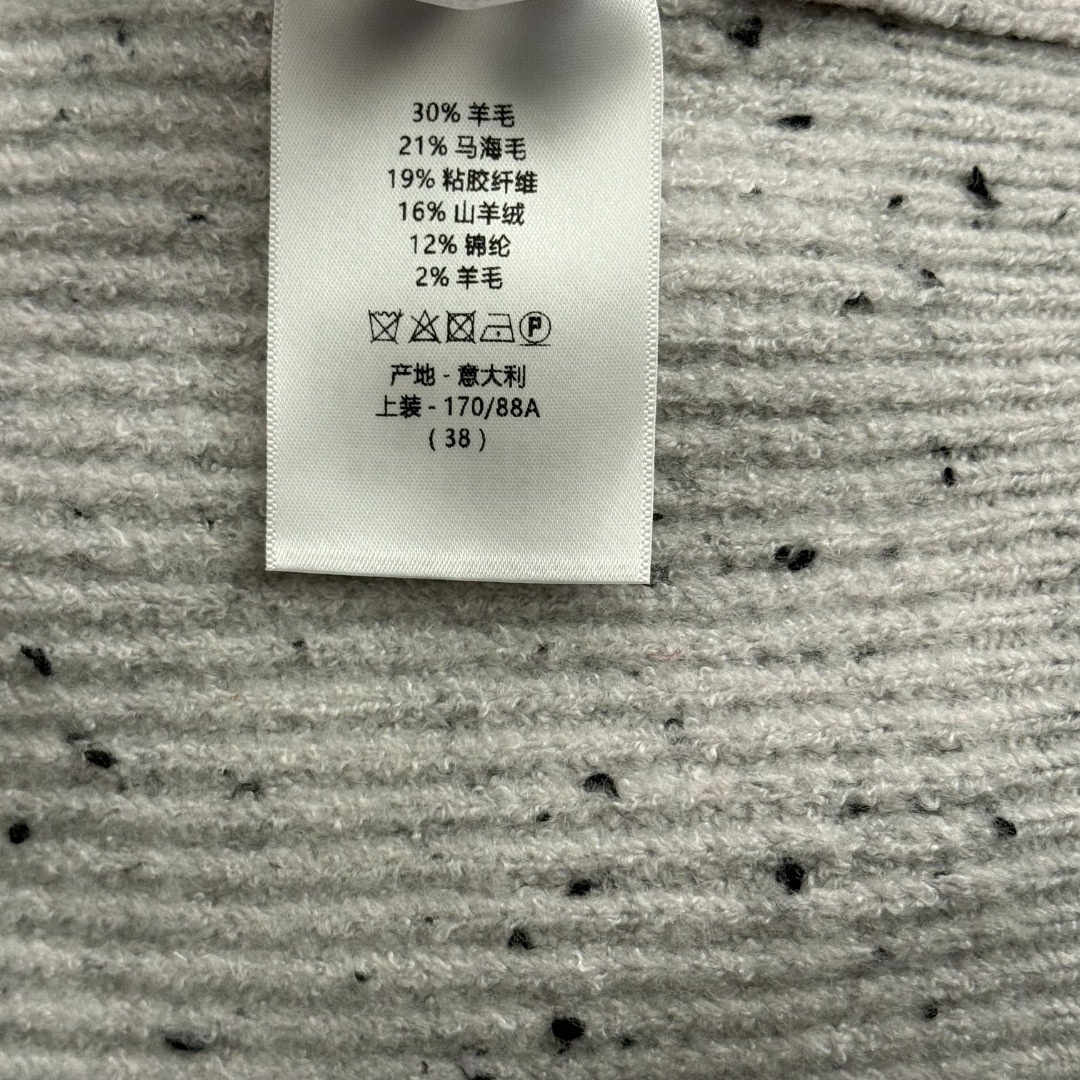 30% 羊毛
21% 马海毛
19% 粘胶纤维
16% 山羊绒
12% 锦纶
2% 羊毛
P
产地 - 意大利
上装 - 170/88A
( 38 )